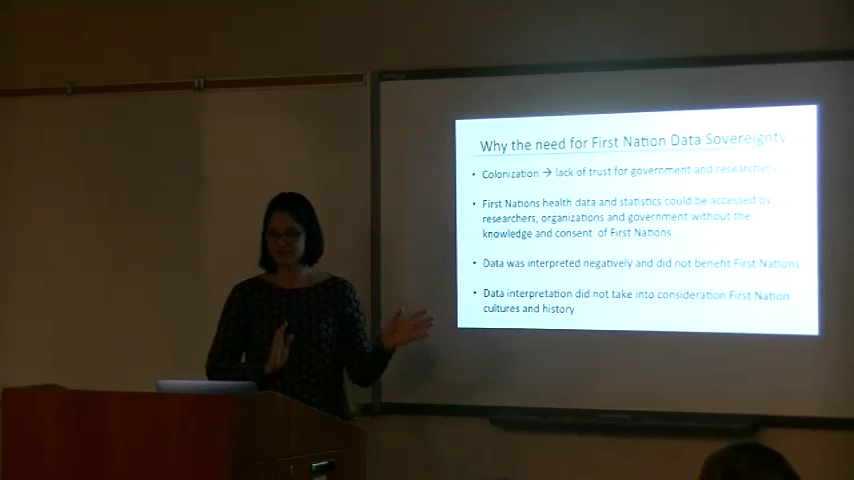 Why the need for First Nation Data Sovereignty
• Colonization → lack of trust for government and researchers
• First Nations health data and statistics could be accessed by
researchers, organizations and government without the
knowledge and consent of First Nations
• Data was interpreted negatively and did not benefit First Nations
• Data interpretation did not take into consideration First Nation
cultures and history